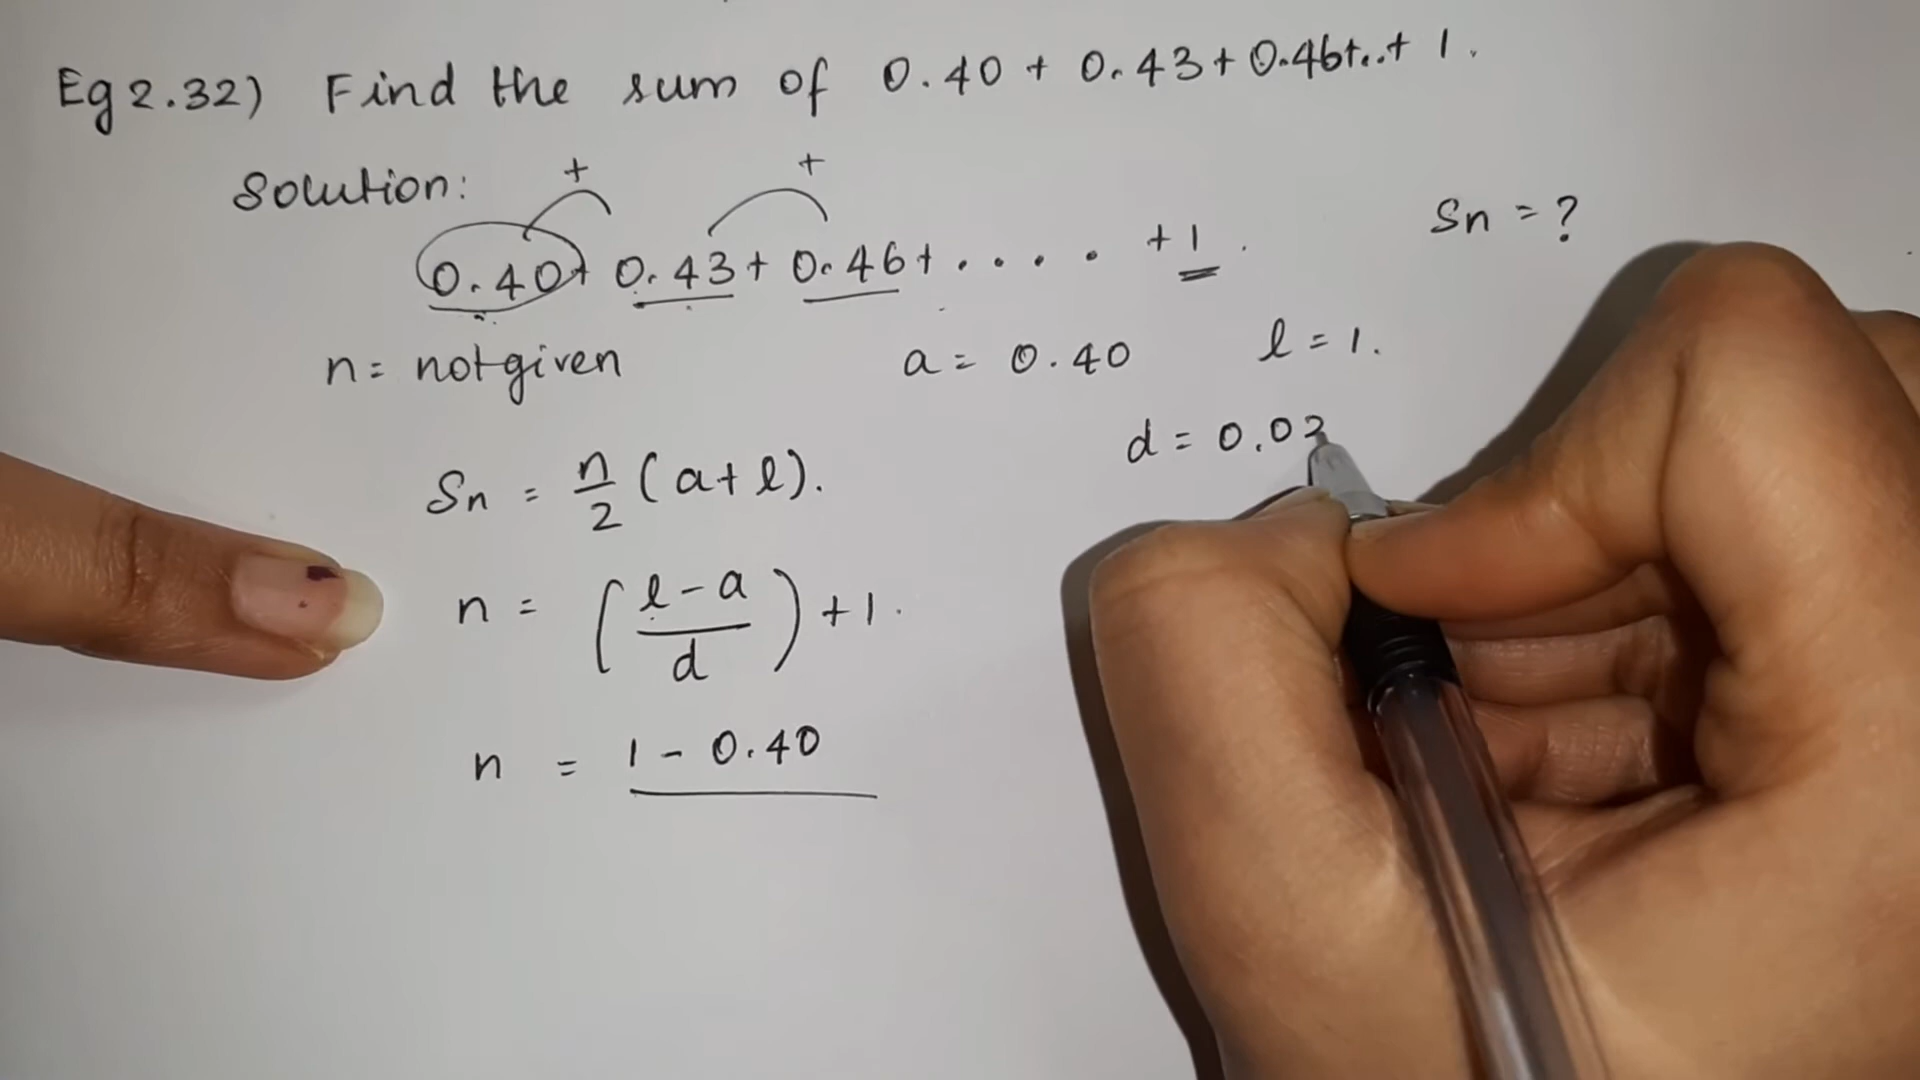 Eg 2.32) Find the sum of 0.40 + 0.43 + 0.46+..+ 1.
Solution:
+ +
0.40+ 0.43 + 0.46+ . . . . +1 .
Sn = ?
n = not given a = 0.40 l = 1.
d = 0.03
Sn = n/2 (a+l).
n = (l-a/d) +1.
n = 1 - 0.40